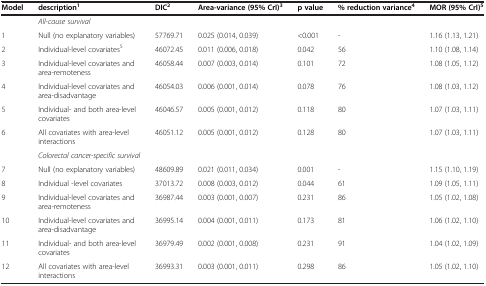 Model description1 DIC2 Area-variance (95% CrI)3 p value % reduction variance4 MOR (95% CrI)5
All-cause survival
1 Null (no explanatory variables) 57769.71 0.025 (0.014, 0.039) <0.001 - 1.16 (1.13, 1.21)
2 Individual-level covariates5 46072.45 0.011 (0.006, 0.018) 0.042 56 1.10 (1.08, 1.14)
3 Individual-level covariates and 46058.44 0.007 (0.003, 0.014) 0.101 72 1.08 (1.05, 1.12)
area-remoteness
4 Individual-level covariates and 46054.03 0.006 (0.001, 0.014) 0.078 76 1.08 (1.03, 1.12)
area-disadvantage
5 Individual- and both area-level 46046.57 0.005 (0.001, 0.012) 0.118 80 1.07 (1.03, 1.11)
covariates
6 All covariates with area-level 46051.12 0.005 (0.001, 0.012) 0.128 80 1.07 (1.03, 1.11)
interactions
Colorectal cancer-specific survival
7 Null (no explanatory variables) 48609.89 0.021 (0.011, 0.034) 0.001 - 1.15 (1.10, 1.19)
8 Individual -level covariates 37013.72 0.008 (0.003, 0.012) 0.044 61 1.09 (1.05, 1.11)
9 Individual-level covariates and 36987.44 0.003 (0.001, 0.007) 0.231 86 1.05 (1.02, 1.08)
area-remoteness
10 Individual-level covariates and 36995.14 0.004 (0.001, 0.011) 0.173 81 1.06 (1.02, 1.10)
area-disadvantage
11 Individual- and both area-level 36979.49 0.002 (0.001, 0.008) 0.231 91 1.04 (1.02, 1.09)
covariates
12 All covariates with area-level 36993.31 0.003 (0.001, 0.011) 0.298 86 1.05 (1.02, 1.10)
interactions